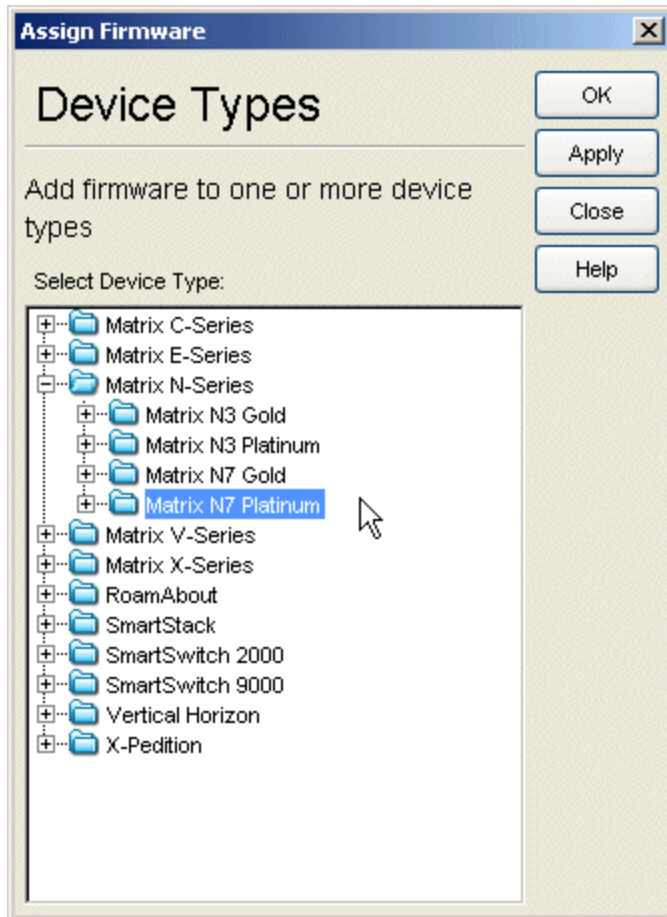 Assign Firmware
Device Types
Add firmware to one or more device
types
Select Device Type:
Matrix C-Series
Matrix E-Series
Matrix N-Series
Matrix N3 Gold
Matrix N3 Platinum
Matrix N7 Gold
Matrix N7 Platinum
Matrix V-Series
Matrix X-Series
RoamAbout
SmartStack
SmartSwitch 2000
SmartSwitch 9000
Vertical Horizon
X-Pedition
OK
Apply
Close
Help